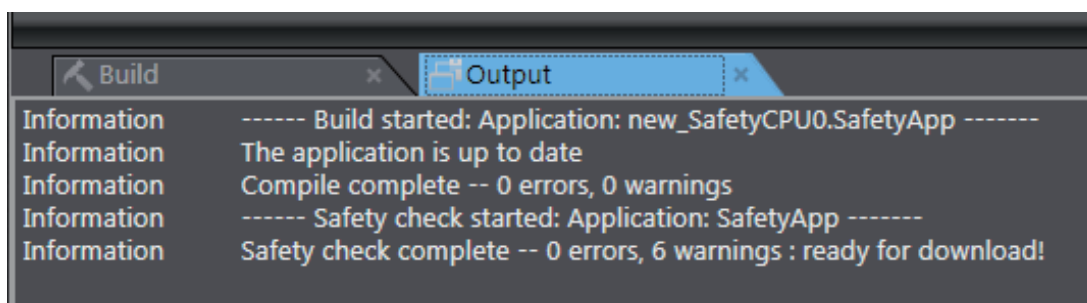 Build × Output ×
Information ------ Build started: Application: new_SafetyCPU0.SafetyApp -------
Information The application is up to date
Information Compile complete -- 0 errors, 0 warnings
Information ------ Safety check started: Application: SafetyApp -------
Information Safety check complete -- 0 errors, 6 warnings : ready for download!